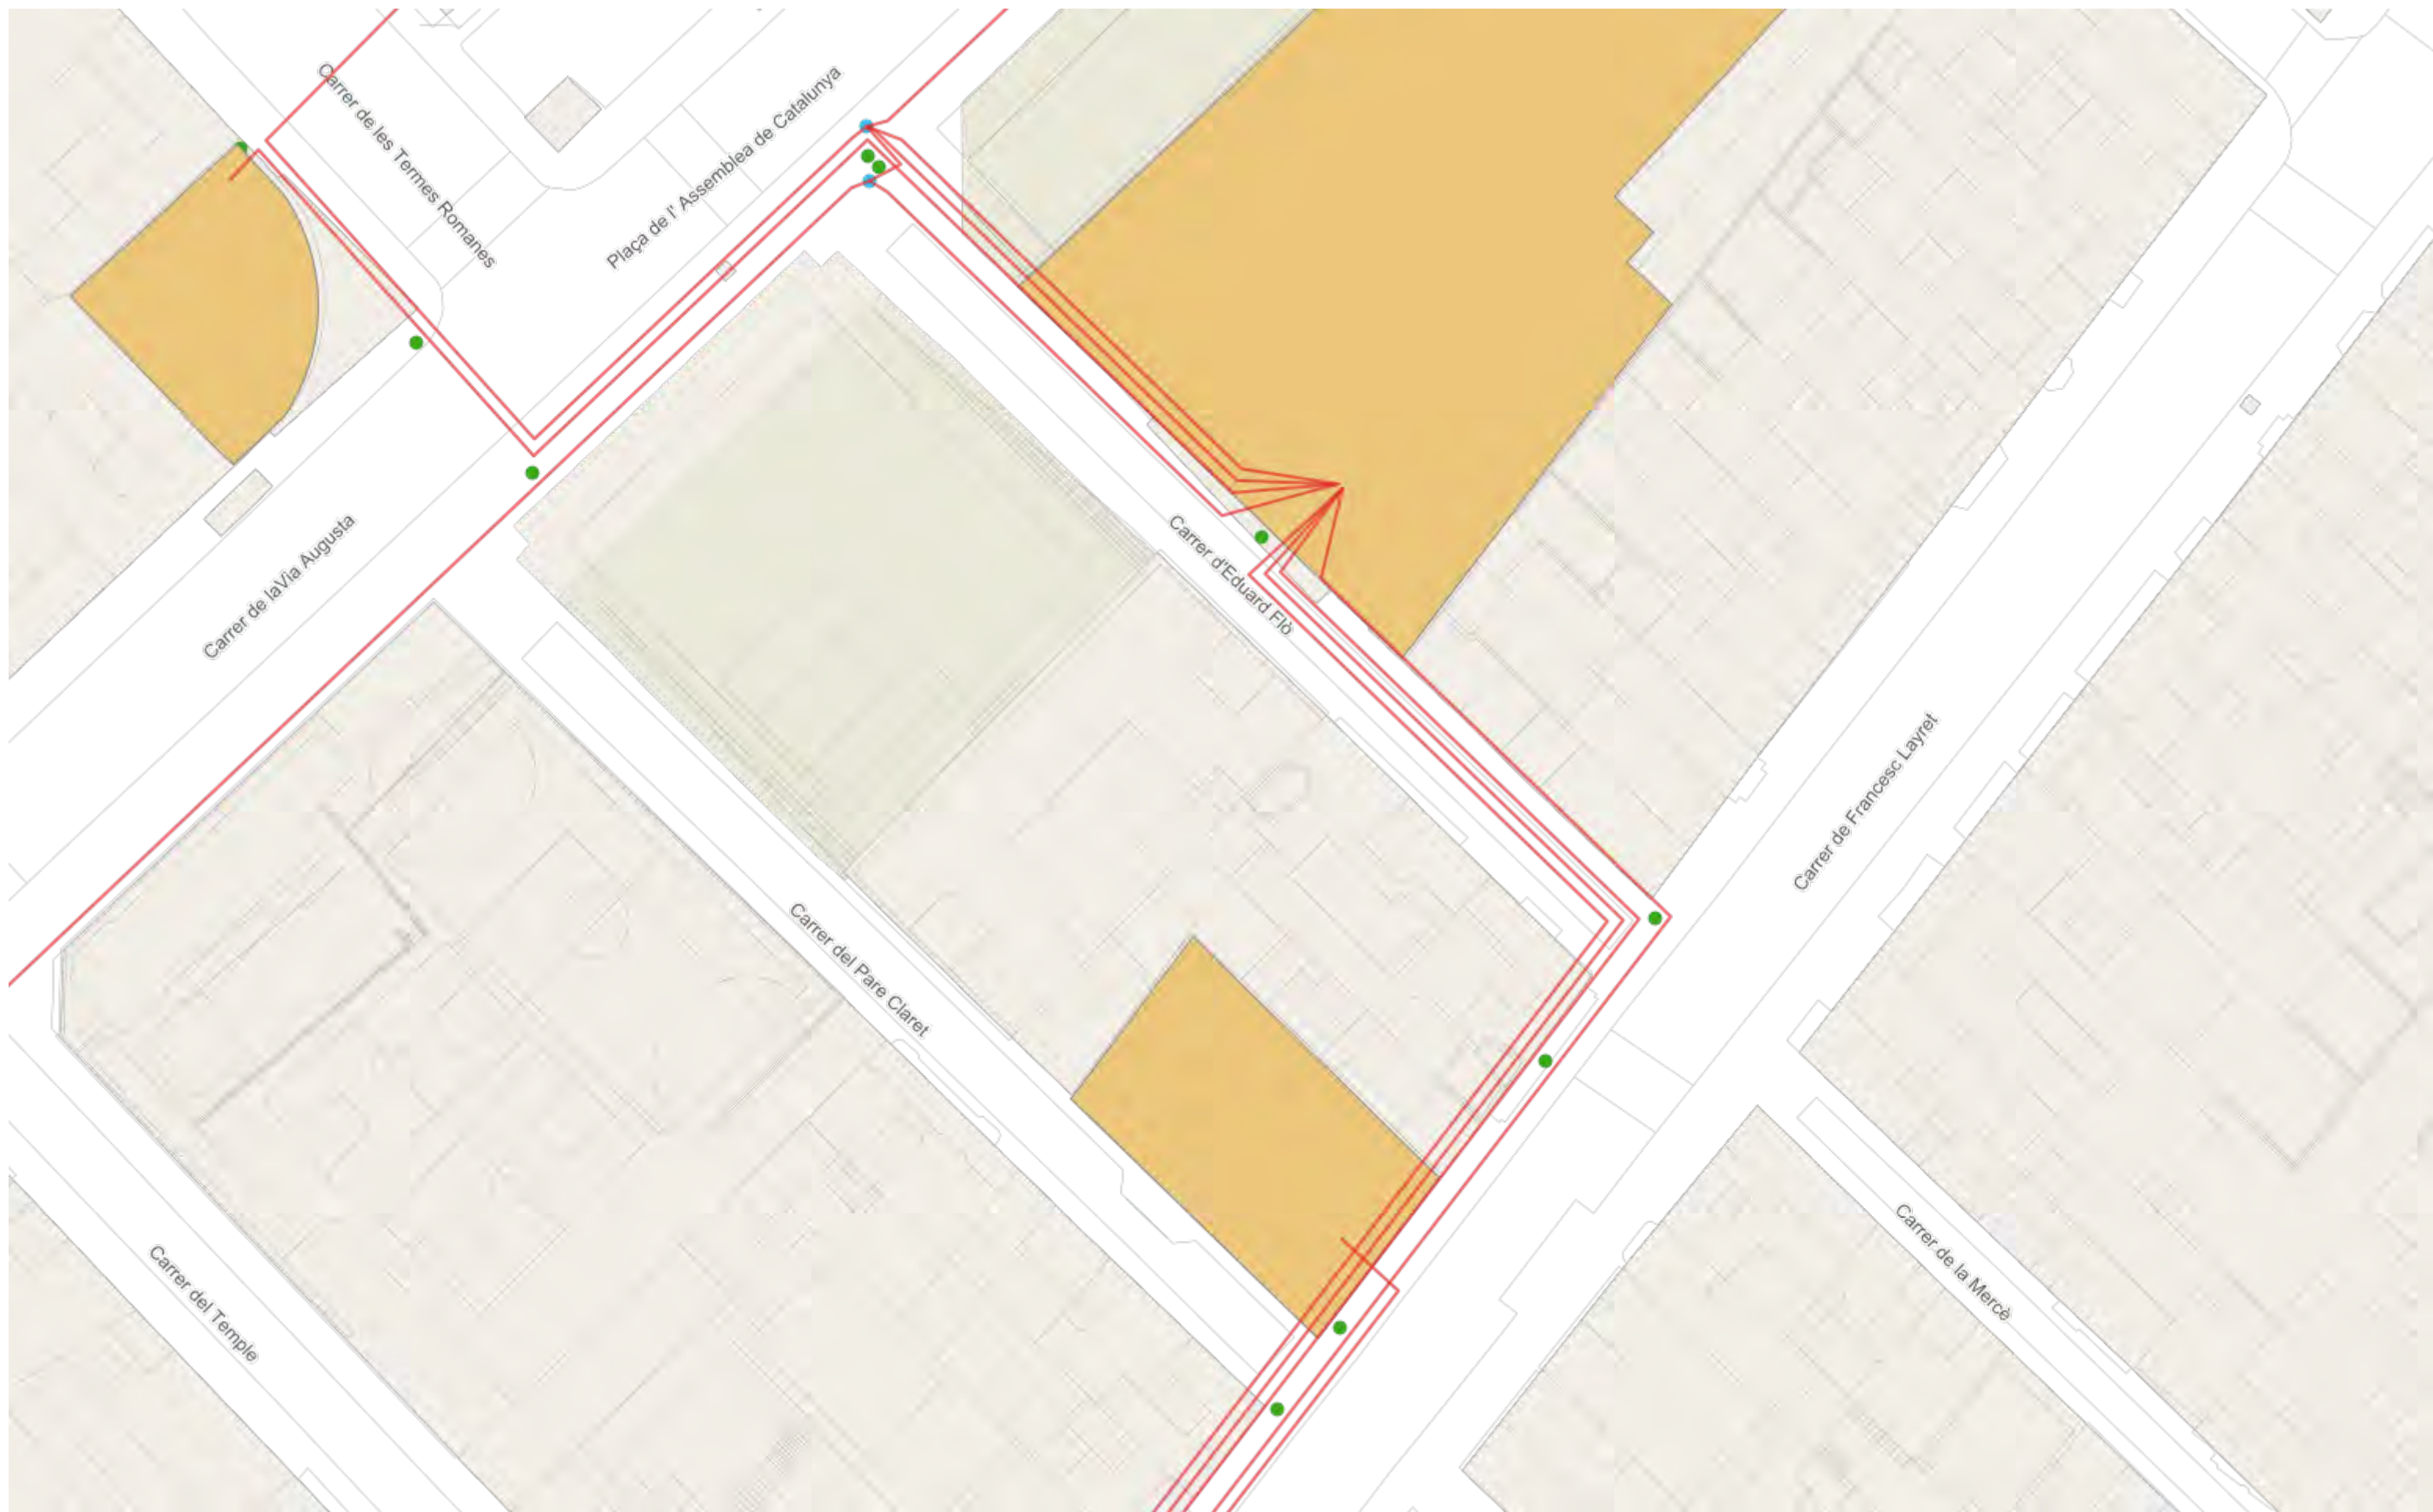 Carrer de les Termes Romanes
Plaça de l' Assemblea de Catalunya
Carrer de laVia Augusta
Carrer d'Eduard Flò
Carrer de Francesc Layret
Carrer del Pare Claret
Carrer de la Mercè
Carrer del Temple